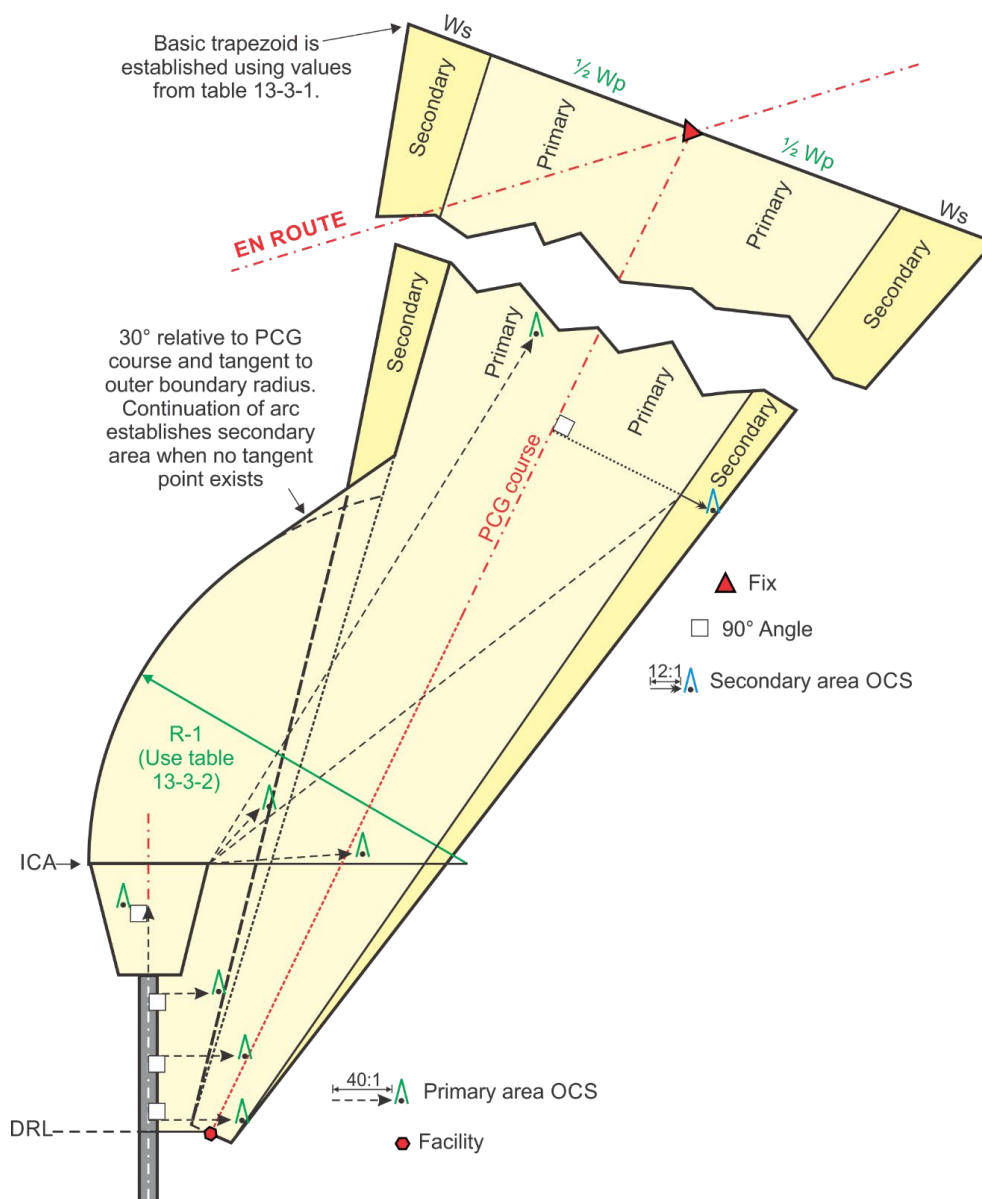 Basic trapezoid is
established using values
from table 13-3-1.
Ws
½ Wp
½ Wp
Ws
Secondary
Primary
Primary
Secondary
EN ROUTE
30° relative to PCG
course and tangent to
outer boundary radius.
Continuation of arc
establishes secondary
area when no tangent
point exists
Secondary
Primary
Primary
Secondary
PCG course
Fix
90° Angle
12:1
Secondary area OCS
R-1
(Use table
13-3-2)
ICA
40:1
Primary area OCS
DRL
Facility